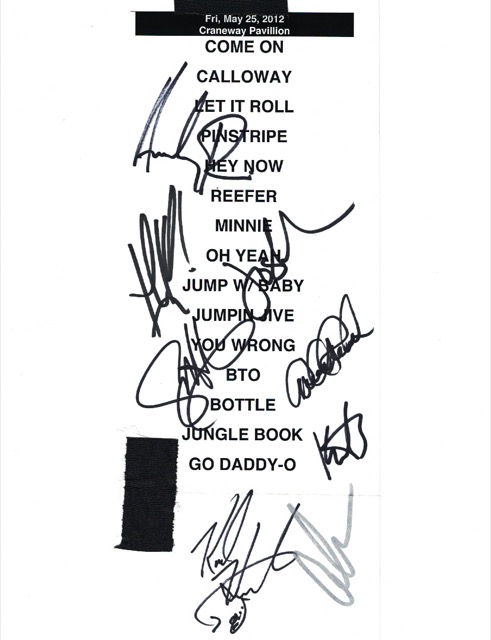 Fri, May 25, 2012
Craneway Pavillion
COME ON
CALLOWAY
LET IT ROLL
PINSTRIPE
HEY NOW
REEFER
MINNIE
OH YEAH
JUMP W/ BABY
JUMPIN JIVE
YOU WRONG
BTO
BOTTLE
JUNGLE BOOK
GO DADDY-O